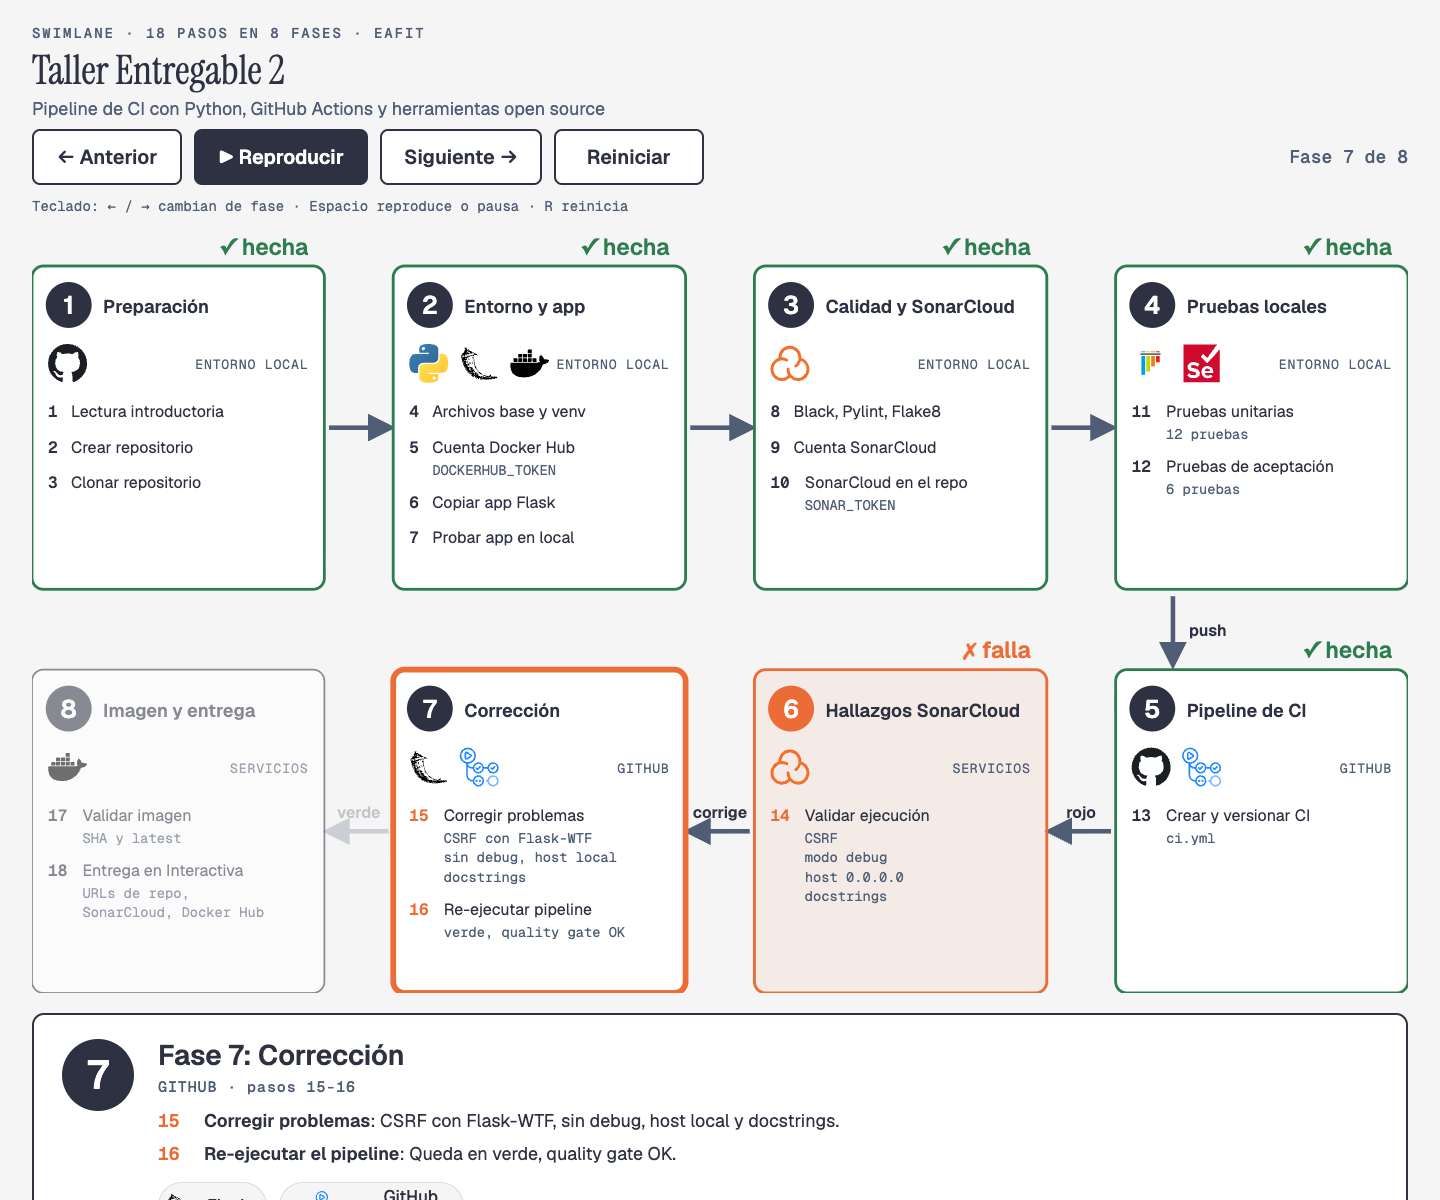 SWIMLANE · 18 PASOS EN 8 FASES · EAFIT
Taller Entregable 2
Pipeline de CI con Python, GitHub Actions y herramientas open source
← Anterior
▶ Reproducir
Siguiente →
Reiniciar
Fase 7 de 8
Teclado: ← / → cambian de fase · Espacio reproduce o pausa · R reinicia
✓ hecha
1 Preparación
ENTORNO LOCAL
1 Lectura introductoria
2 Crear repositorio
3 Clonar repositorio
✓ hecha
2 Entorno y app
ENTORNO LOCAL
4 Archivos base y venv
5 Cuenta Docker Hub
DOCKERHUB_TOKEN
6 Copiar app Flask
7 Probar app en local
✓ hecha
3 Calidad y SonarCloud
ENTORNO LOCAL
8 Black, Pylint, Flake8
9 Cuenta SonarCloud
10 SonarCloud en el repo
SONAR_TOKEN
✓ hecha
4 Pruebas locales
Se
ENTORNO LOCAL
11 Pruebas unitarias
12 pruebas
12 Pruebas de aceptación
6 pruebas
push
✓ hecha
5 Pipeline de CI
GITHUB
13 Crear y versionar CI
ci.yml
rojo
✗ falla
6 Hallazgos SonarCloud
SERVICIOS
14 Validar ejecución
CSRF
modo debug
host 0.0.0.0
docstrings
corrige
7 Corrección
GITHUB
15 Corregir problemas
CSRF con Flask-WTF
sin debug, host local
docstrings
16 Re-ejecutar pipeline
verde, quality gate OK
verde
8 Imagen y entrega
SERVICIOS
17 Validar imagen
SHA y latest
18 Entrega en Interactiva
URLs de repo,
SonarCloud, Docker Hub
7
Fase 7: Corrección
GITHUB · pasos 15-16
15 Corregir problemas: CSRF con Flask-WTF, sin debug, host local y docstrings.
16 Re-ejecutar el pipeline: Queda en verde, quality gate OK.
GitHub